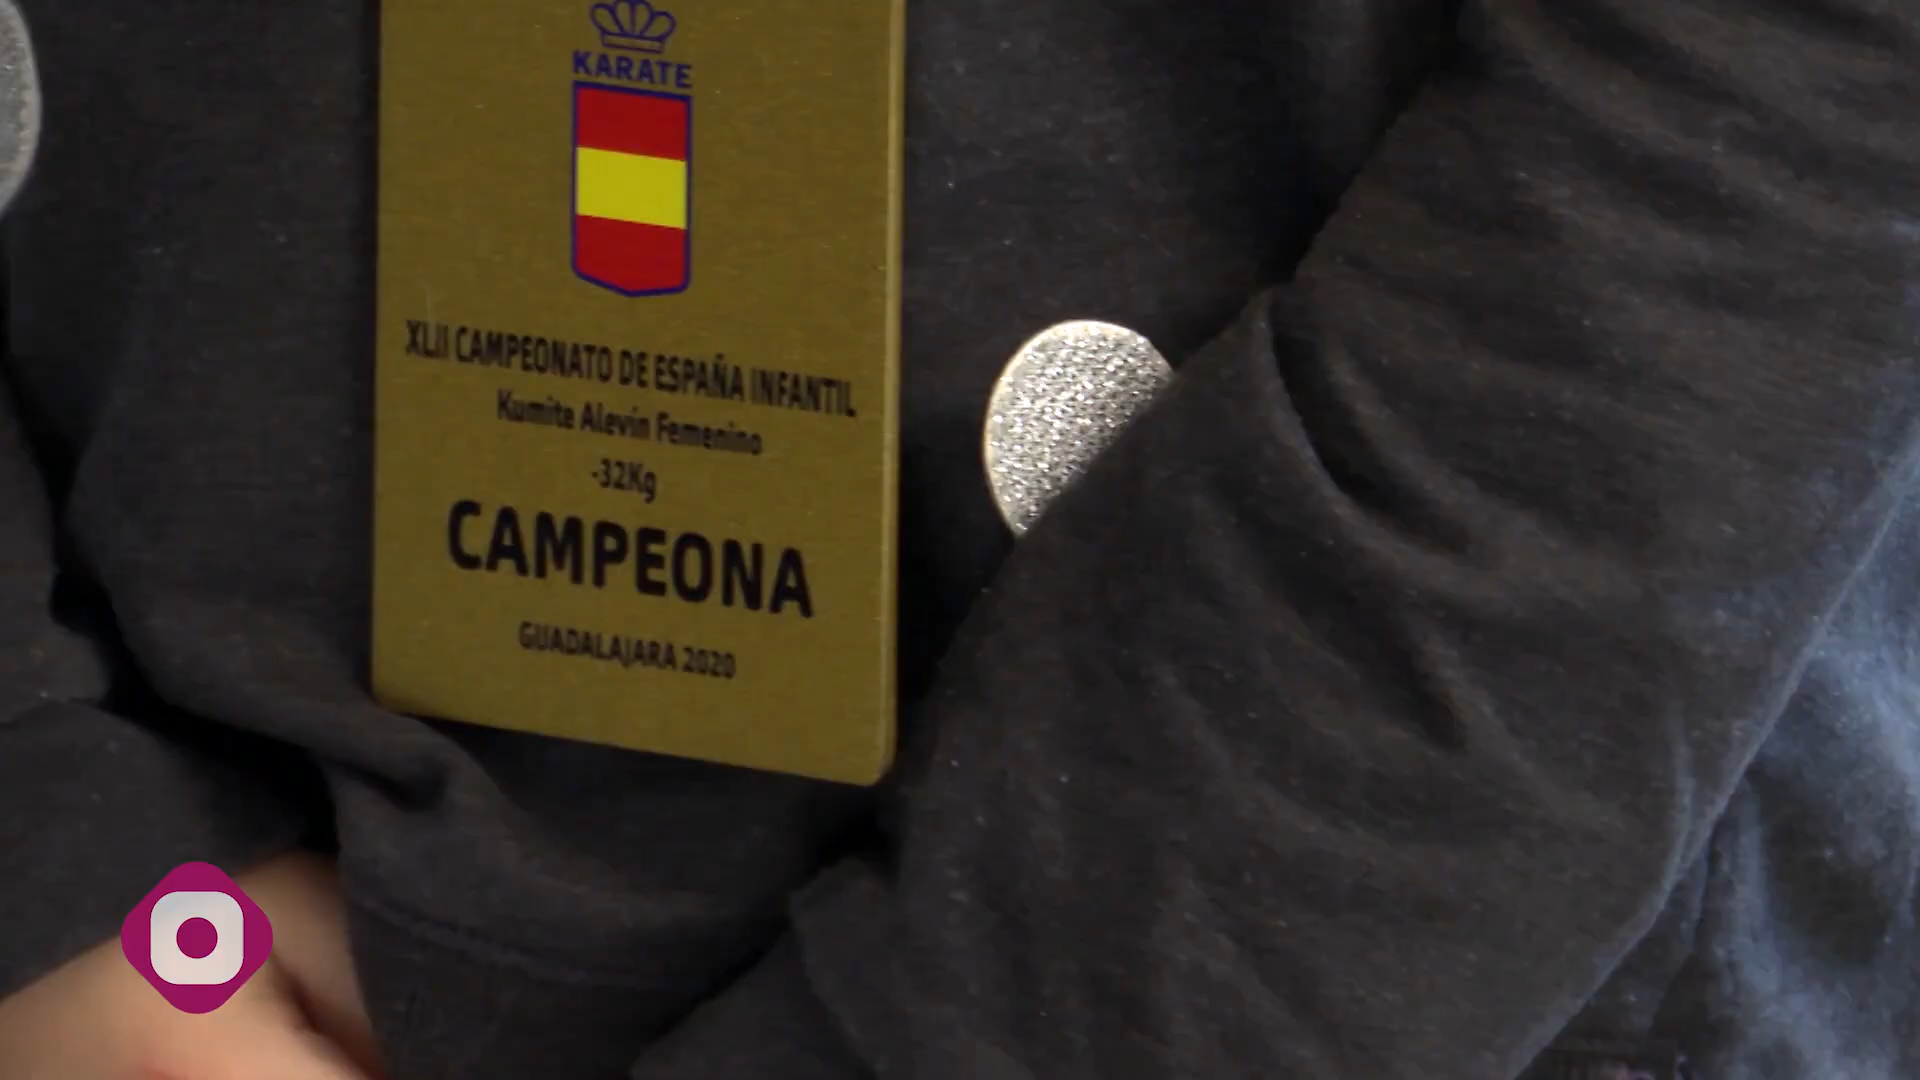 KARATE
XLII CAMPEONATO DE ESPAÑA INFANTIL
Kumite Alevín Femenino
-32Kg
CAMPEONA
GUADALAJARA 2020